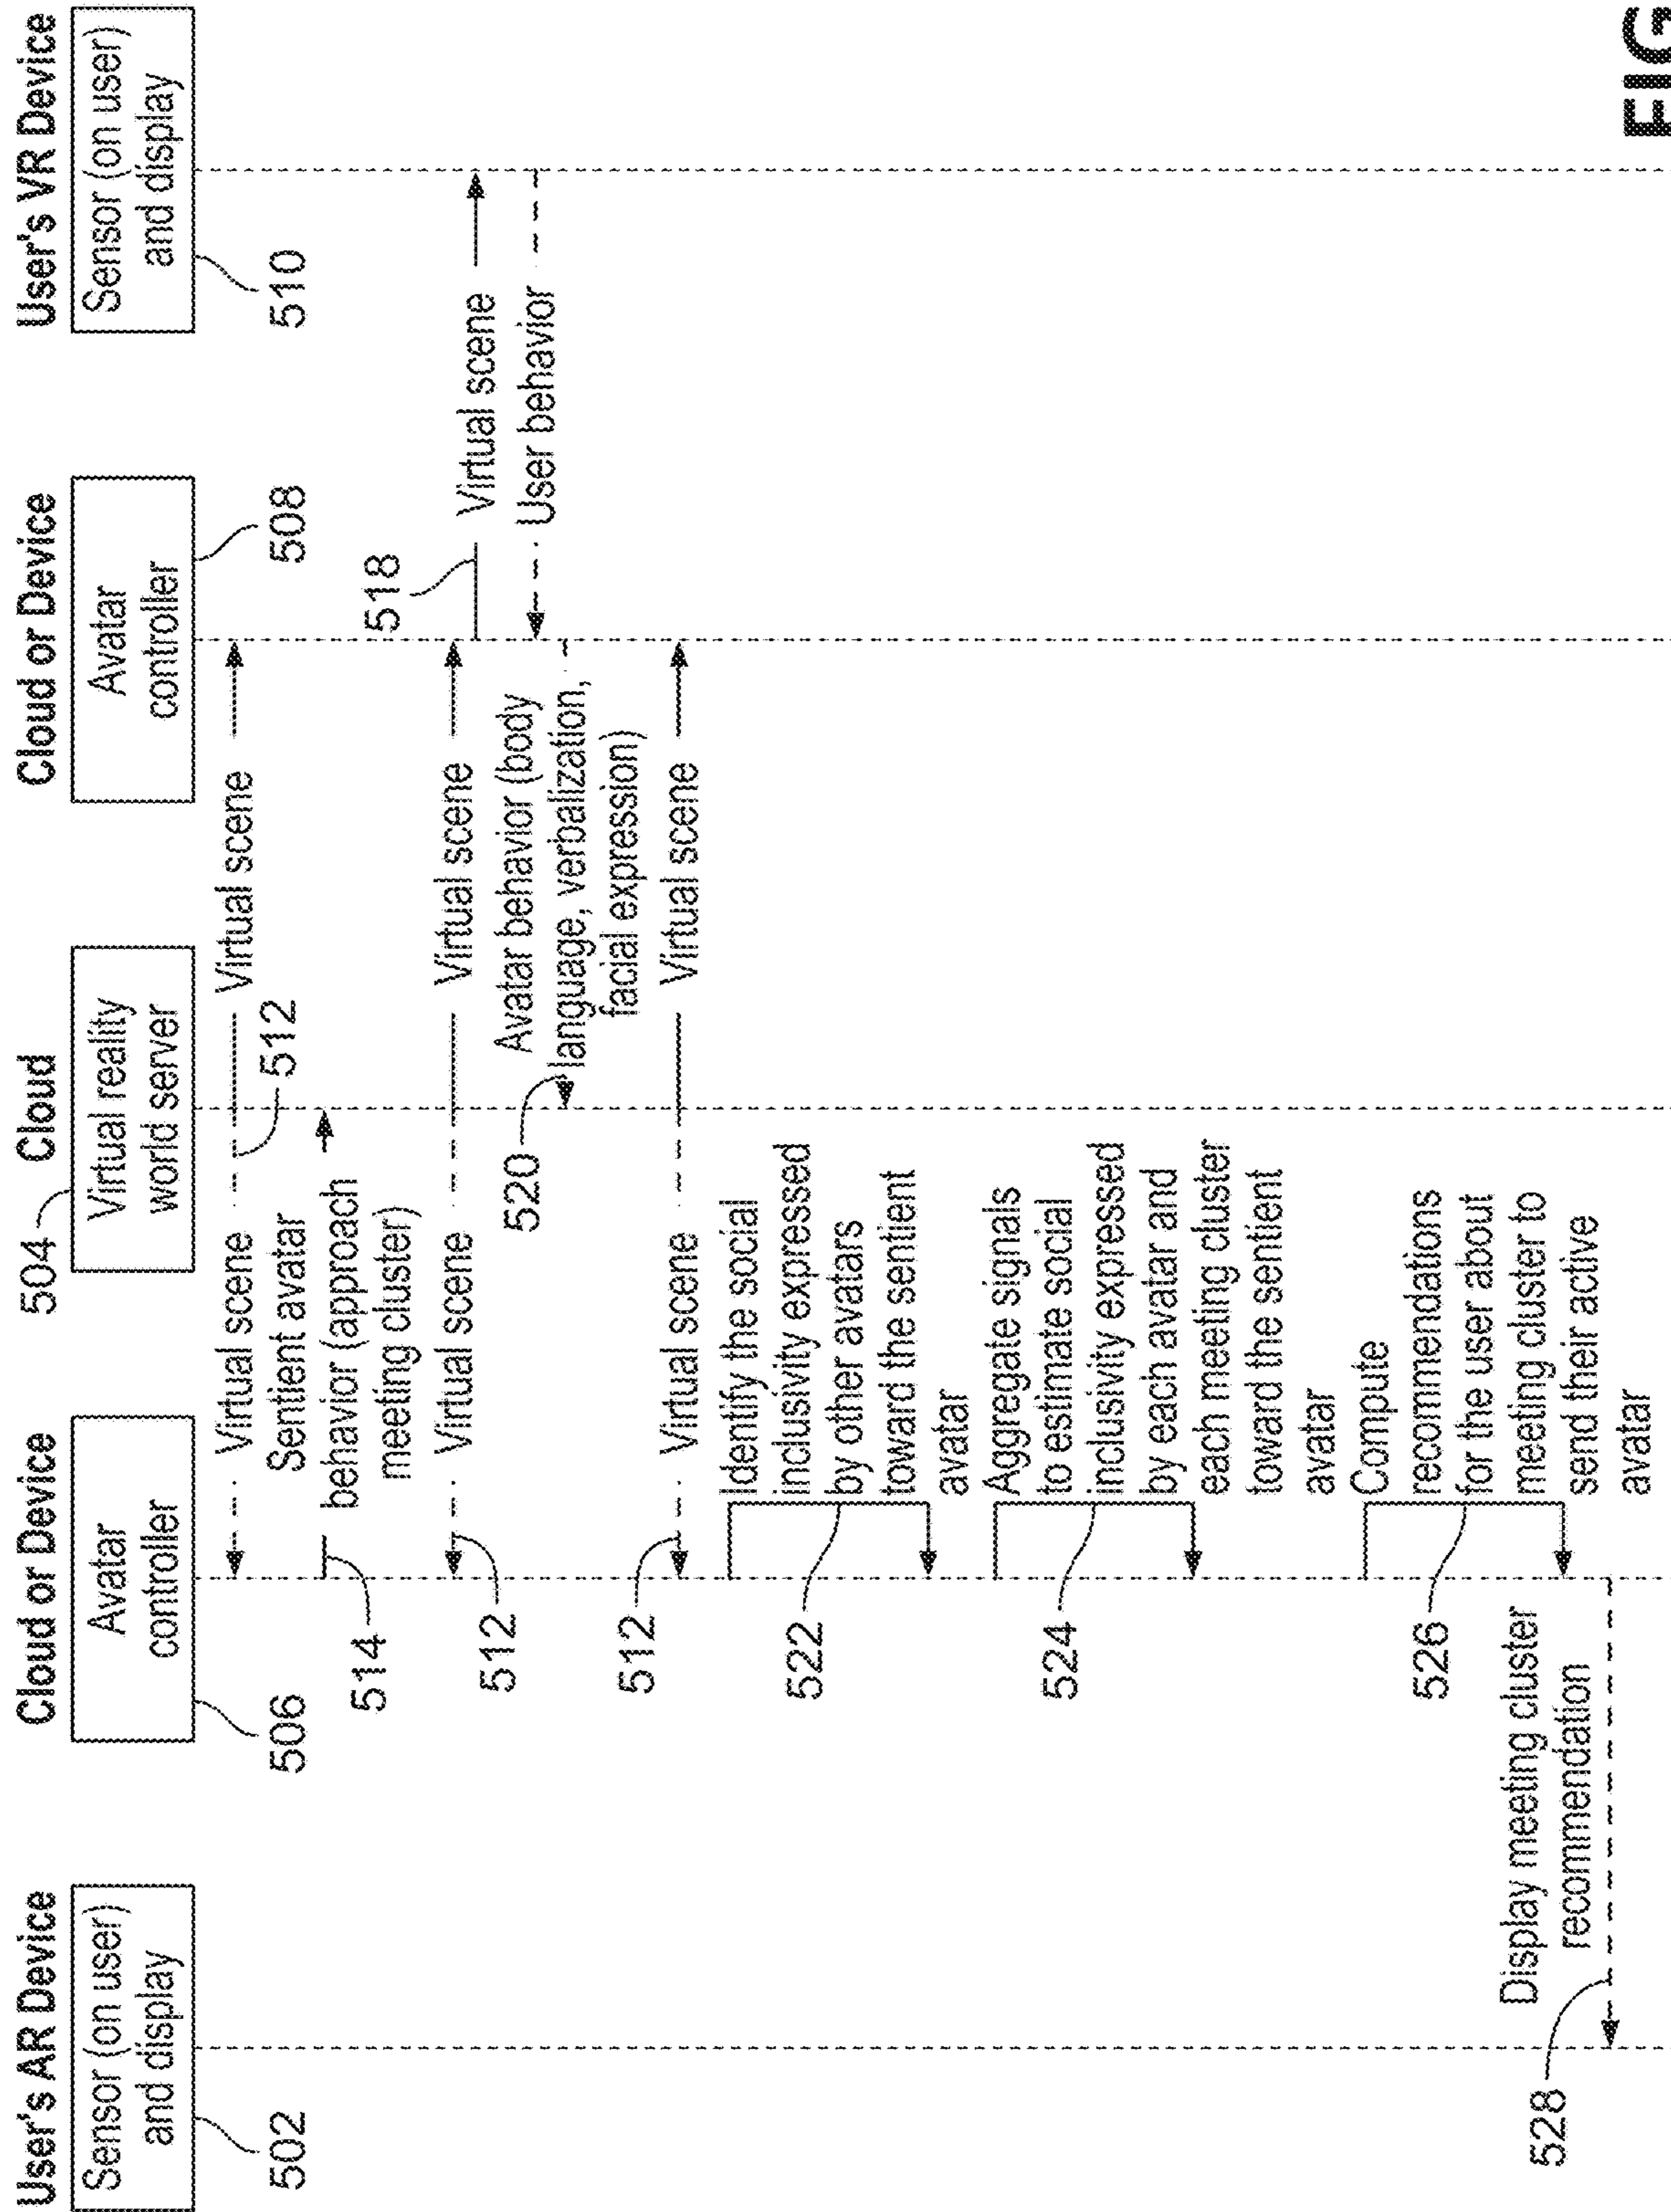 User's AR Device
Sensor (on user)
and display
502
Cloud or Device
Avatar
controller
506
504
Cloud
Virtual reality
world server
Cloud or Device
Avatar
controller
508
User's VR Device
Sensor (on user)
and display
510
Virtual scene
Virtual scene
512
Sentient avatar
behavior (approach
meeting cluster)
514
Virtual scene
Virtual scene
512
518
Virtual scene
User behavior
Avatar behavior (body
language, verbalization,
facial expression)
520
Virtual scene
Virtual scene
512
Identify the social
inclusivity expressed
by other avatars
toward the sentient
avatar
522
Aggregate signals
to estimate social
inclusivity expressed
by each avatar and
each meeting cluster
toward the sentient
avatar
524
Compute
recommendations
for the user about
meeting cluster to
send their active
avatar
526
Display meeting cluster
recommendation
528
FIG